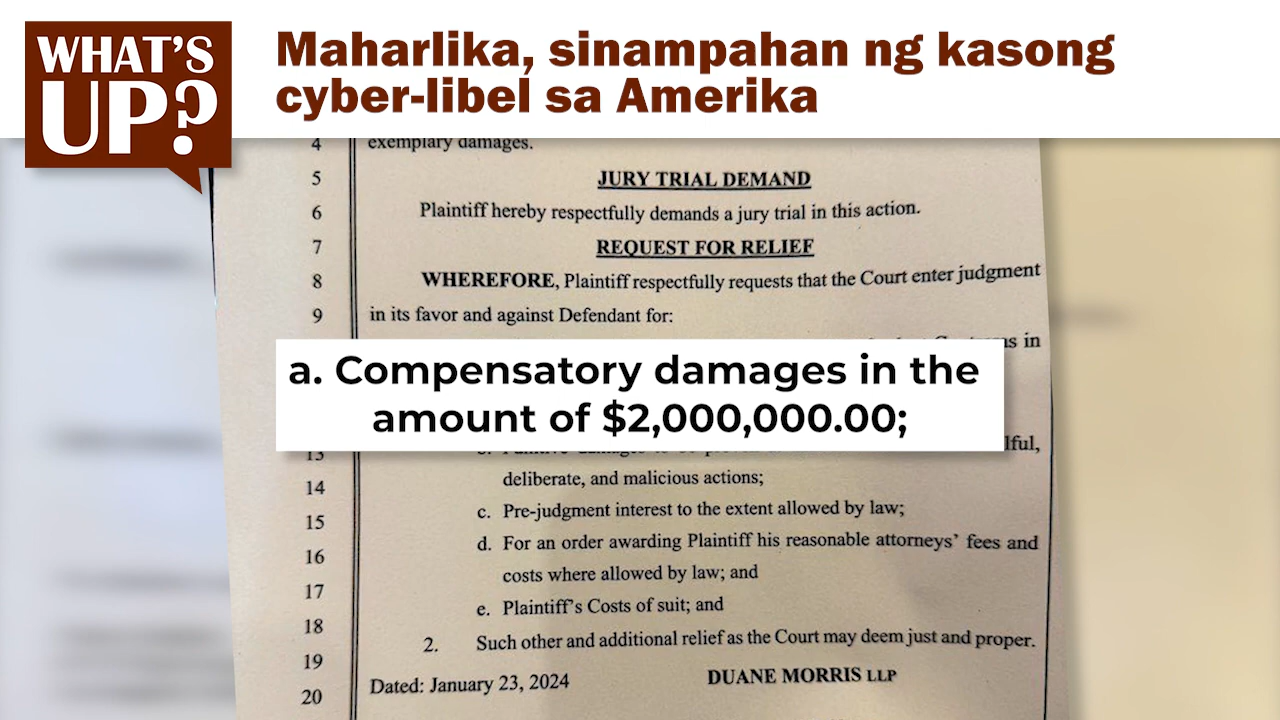 WHAT'S
UP?
Maharlika, sinampahan ng kasong
cyber-libel sa Amerika
4 exemplary damages.
5 JURY TRIAL DEMAND
6 Plaintiff hereby respectfully demands a jury trial in this action.
7 REQUEST FOR RELIEF
8 WHEREFORE, Plaintiff respectfully requests that the Court enter judgment
9 in its favor and against Defendant for:
in
a. Compensatory damages in the
amount of $2,000,000.00;
13
14 deliberate, and malicious actions;
15 c. Pre-judgment interest to the extent allowed by law;
16 d. For an order awarding Plaintiff his reasonable attorneys' fees and
17 costs where allowed by law; and
18 e. Plaintiff's Costs of suit; and
19 2. Such other and additional relief as the Court may deem just and proper.
20 Dated: January 23, 2024 DUANE MORRIS LLP